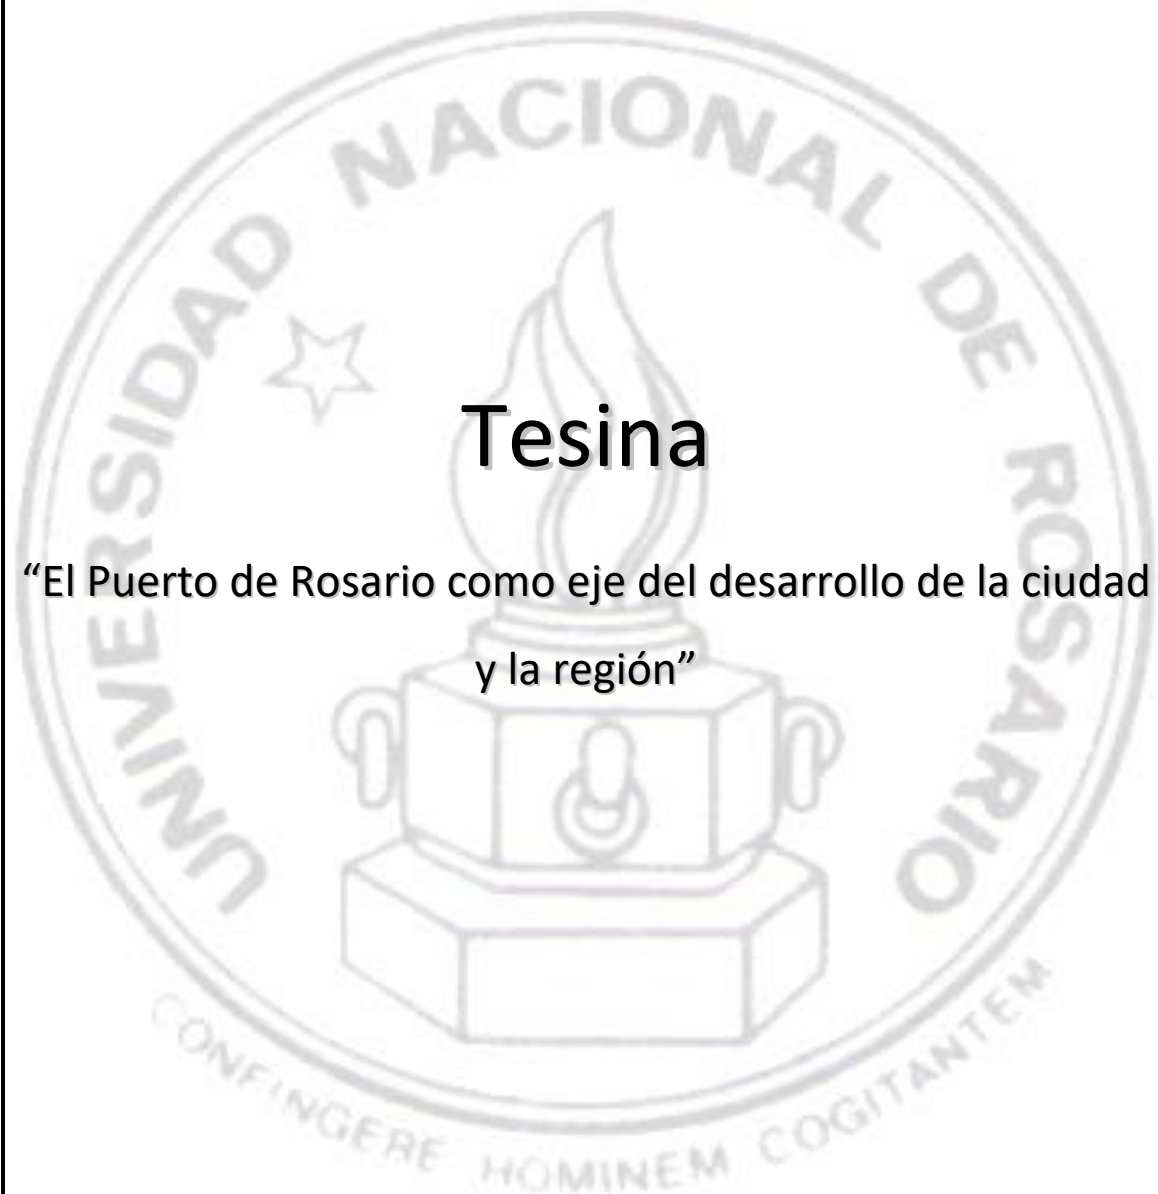 UNIVERSIDAD NACIONAL DE ROSARIO
Tesina
“El Puerto de Rosario como eje del desarrollo de la ciudad
y la región”
CONFINGERE HOMINEM COGITANTEM